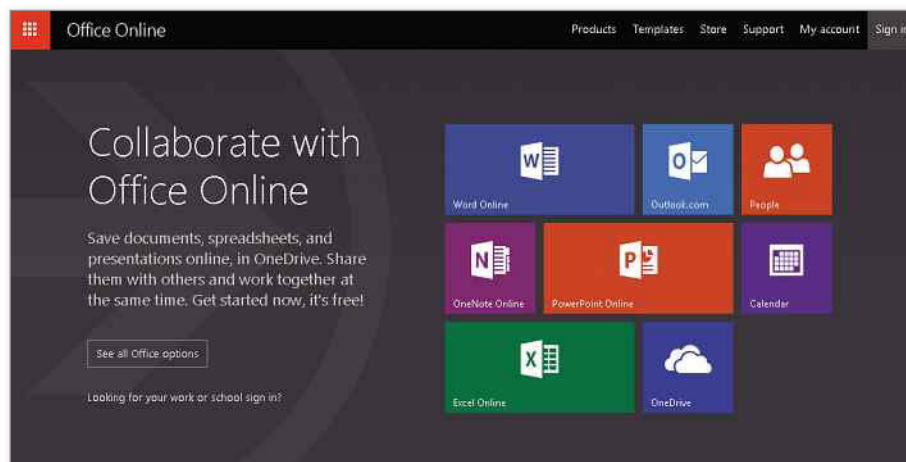 Office Online
Products Templates Store Support My account Sign in
Collaborate with
Office Online
Save documents, spreadsheets, and
presentations online, in OneDrive. Share
them with others and work together at
the same time. Get started now, it's free!
See all Office options
Looking for your work or school sign in?
W
Word Online
O
Outlook.com
People
N
OneNote Online
P
PowerPoint Online
Calendar
X
Excel Online
OneDrive